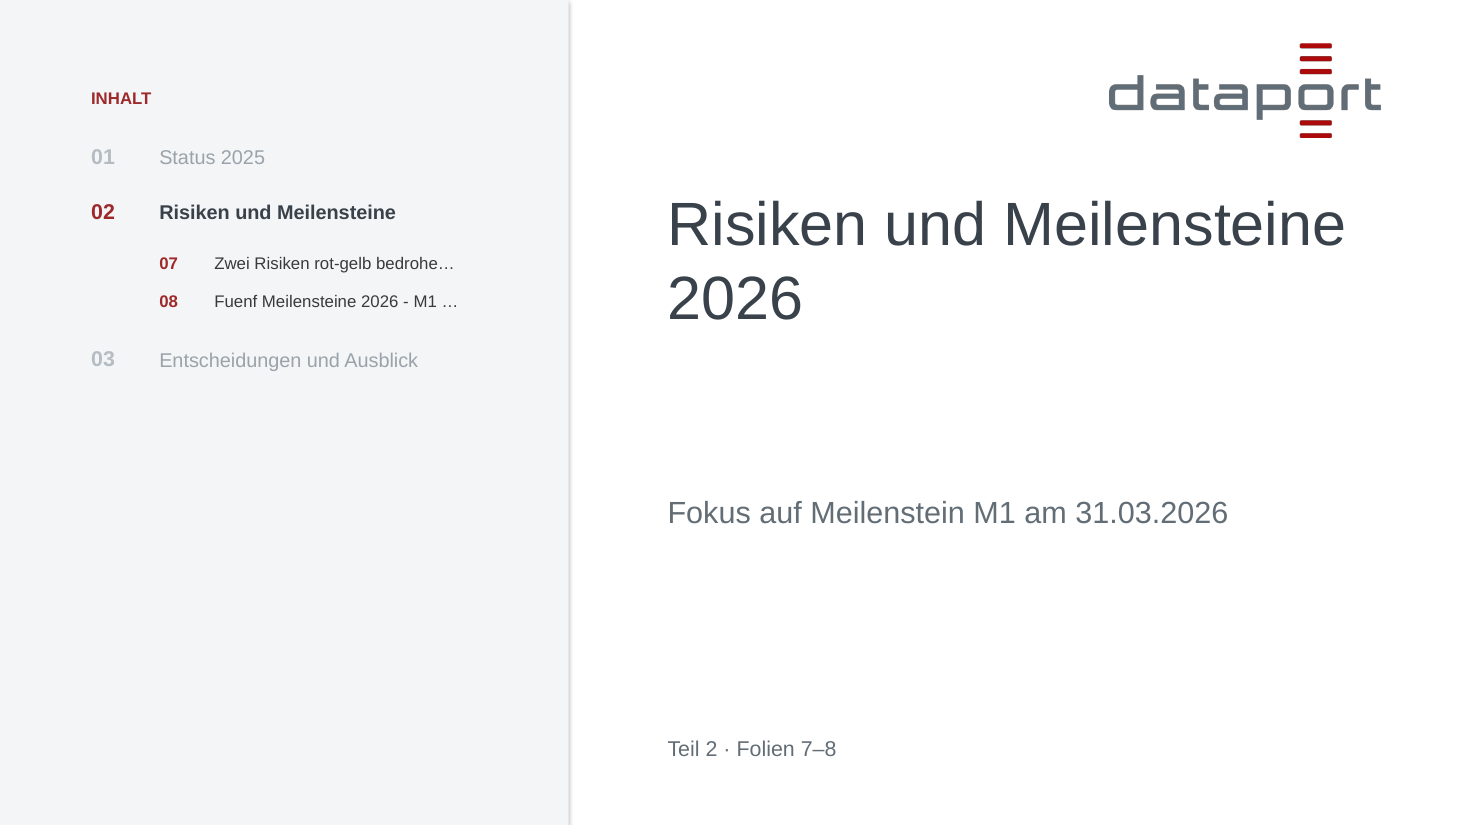 INHALT
01 Status 2025
02 Risiken und Meilensteine
07 Zwei Risiken rot-gelb bedrohe…
08 Fuenf Meilensteine 2026 - M1 …
03 Entscheidungen und Ausblick
dataport
Risiken und Meilensteine
2026
Fokus auf Meilenstein M1 am 31.03.2026
Teil 2 · Folien 7–8